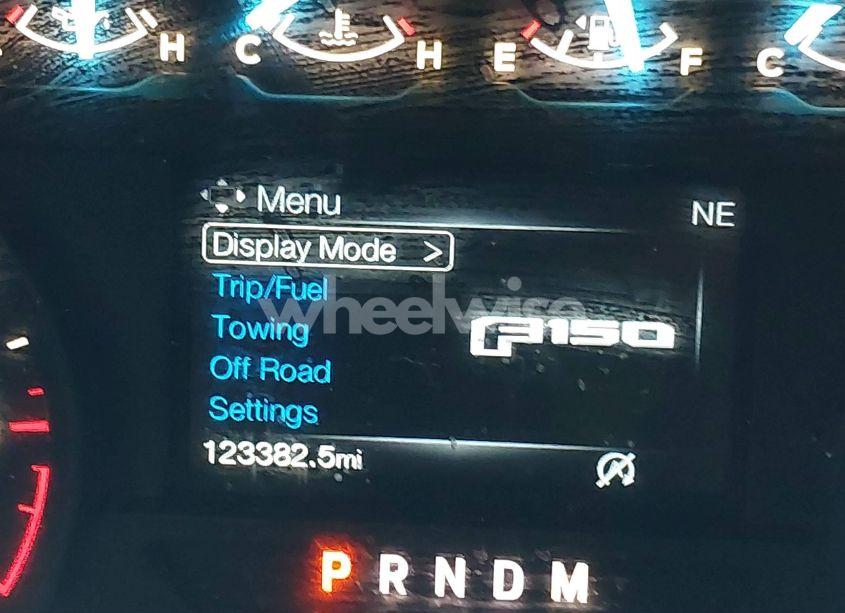 H C H E F C
Menu
NE
Display Mode >
Trip/Fuel
wheelwise
Towing
F150
Off Road
Settings
123382.5mi
P R N D M